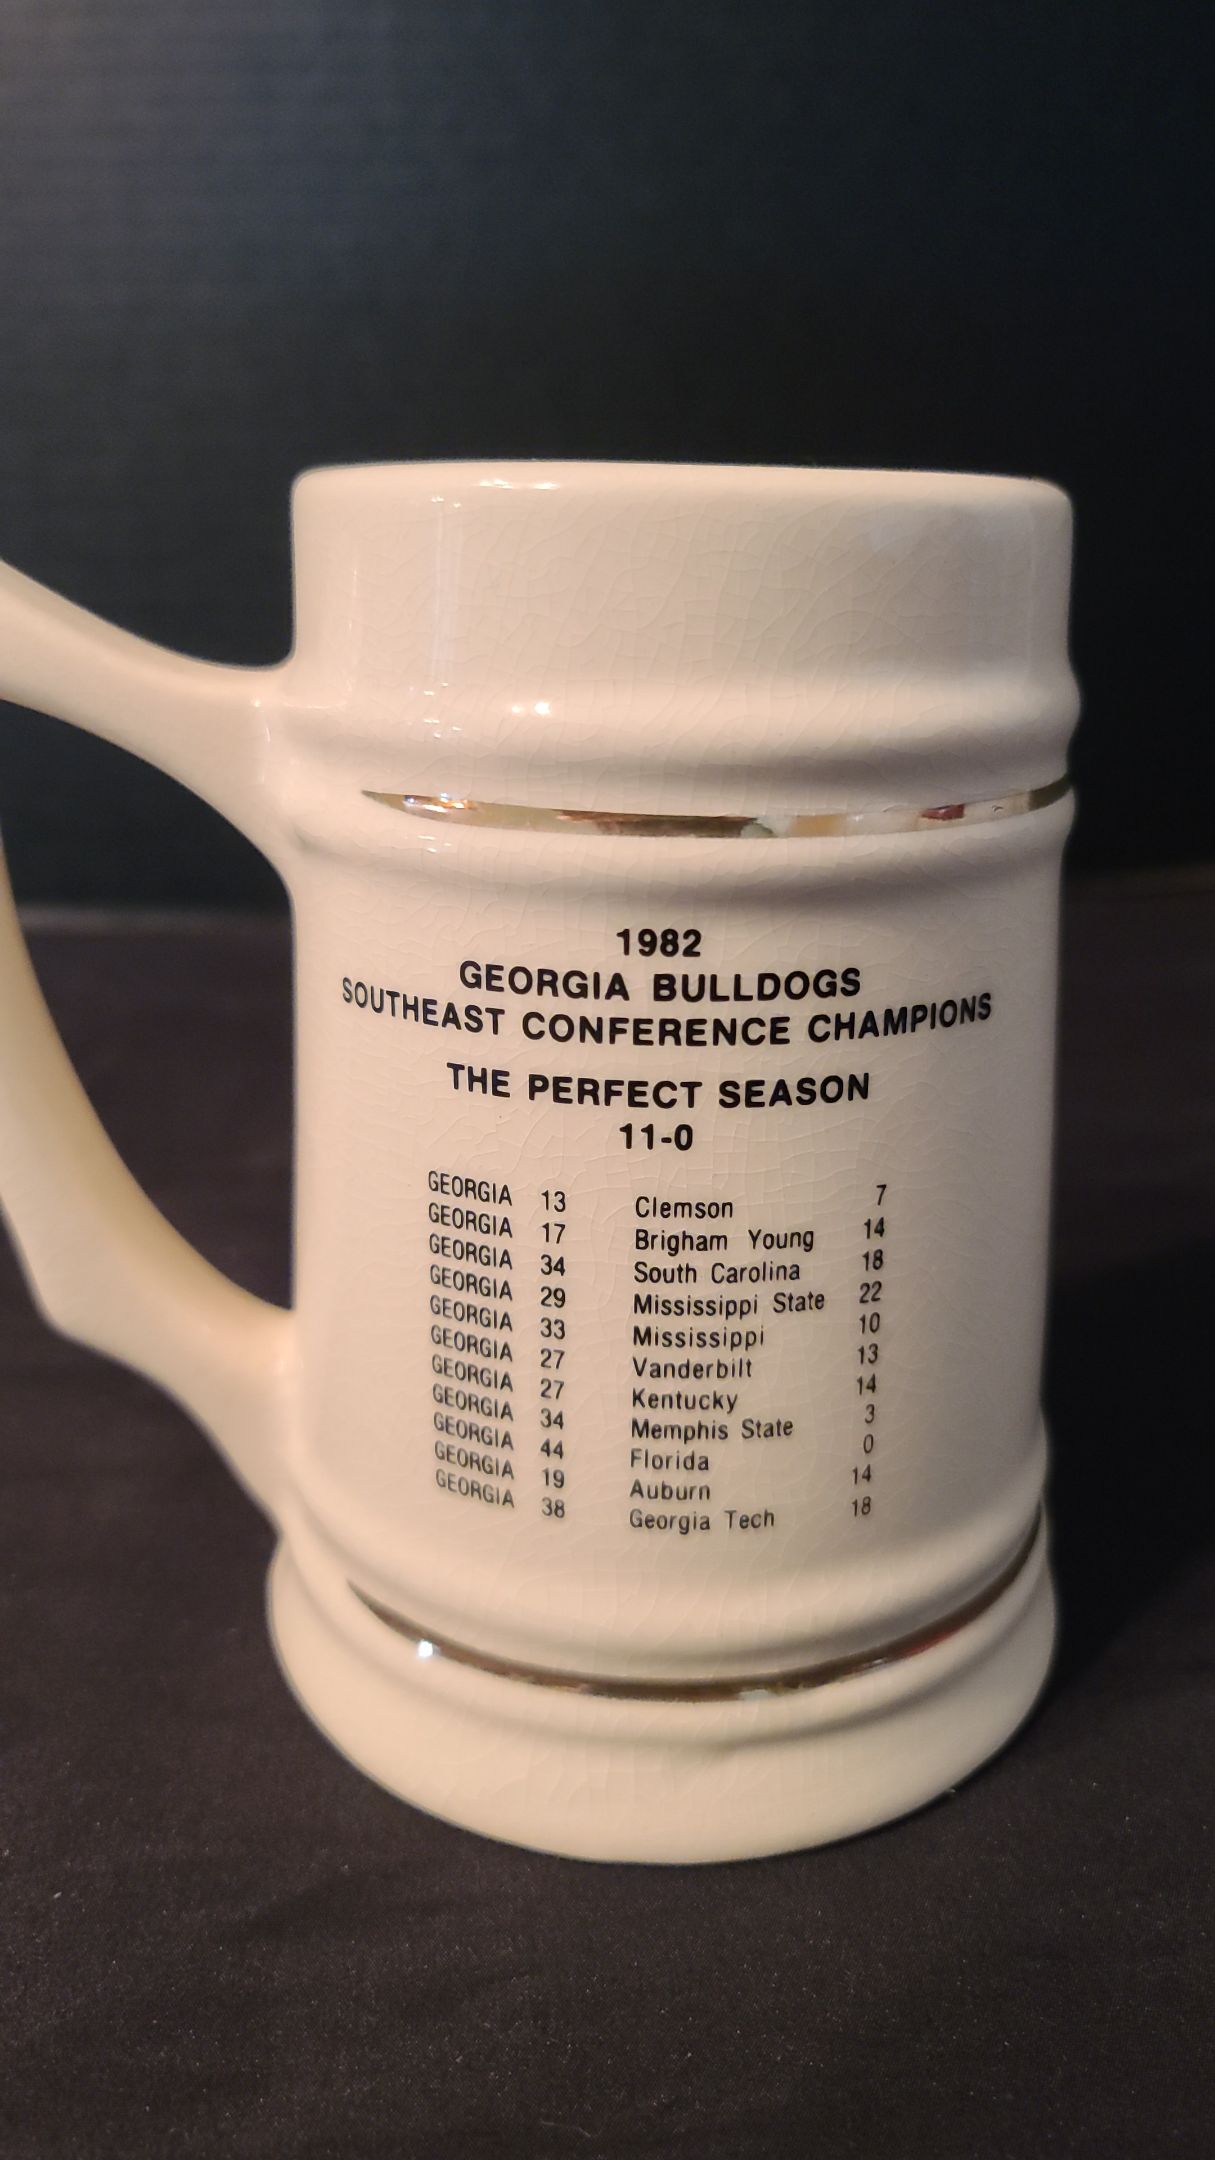 1982
GEORGIA BULLDOGS
SOUTHEAST CONFERENCE CHAMPIONS
THE PERFECT SEASON
11-0
GEORGIA 13 Clemson 7
GEORGIA 17 Brigham Young 14
GEORGIA 34 South Carolina 18
GEORGIA 29 Mississippi State 22
GEORGIA 33 Mississippi 10
GEORGIA 27 Vanderbilt 13
GEORGIA 27 Kentucky 14
GEORGIA 34 Memphis State 3
GEORGIA 44 Florida 0
GEORGIA 19 Auburn 14
GEORGIA 38 Georgia Tech 18